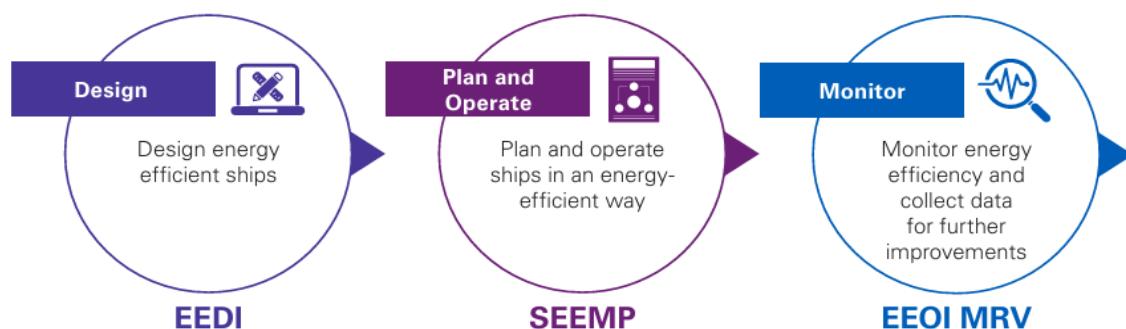 Design
Design energy
efficient ships
EEDI
Plan and
Operate
Plan and operate
ships in an energy-
efficient way
SEEMP
Monitor
Monitor energy
efficiency and
collect data
for further
improvements
EEOI MRV